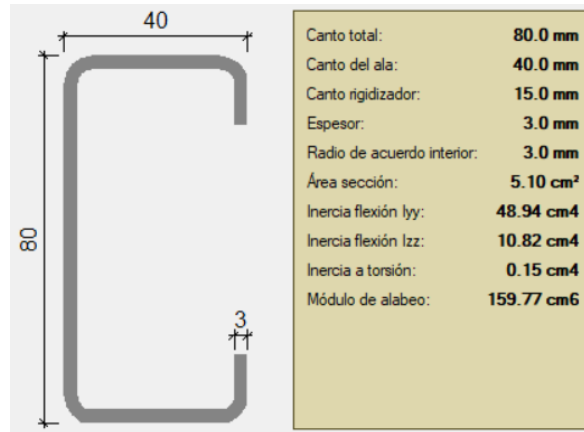 40
80
3
Canto total: 80.0 mm
Canto del ala: 40.0 mm
Canto rigidizador: 15.0 mm
Espesor: 3.0 mm
Radio de acuerdo interior: 3.0 mm
Área sección: 5.10 cm²
Inercia flexión Iyy: 48.94 cm4
Inercia flexión Izz: 10.82 cm4
Inercia a torsión: 0.15 cm4
Módulo de alabeo: 159.77 cm6